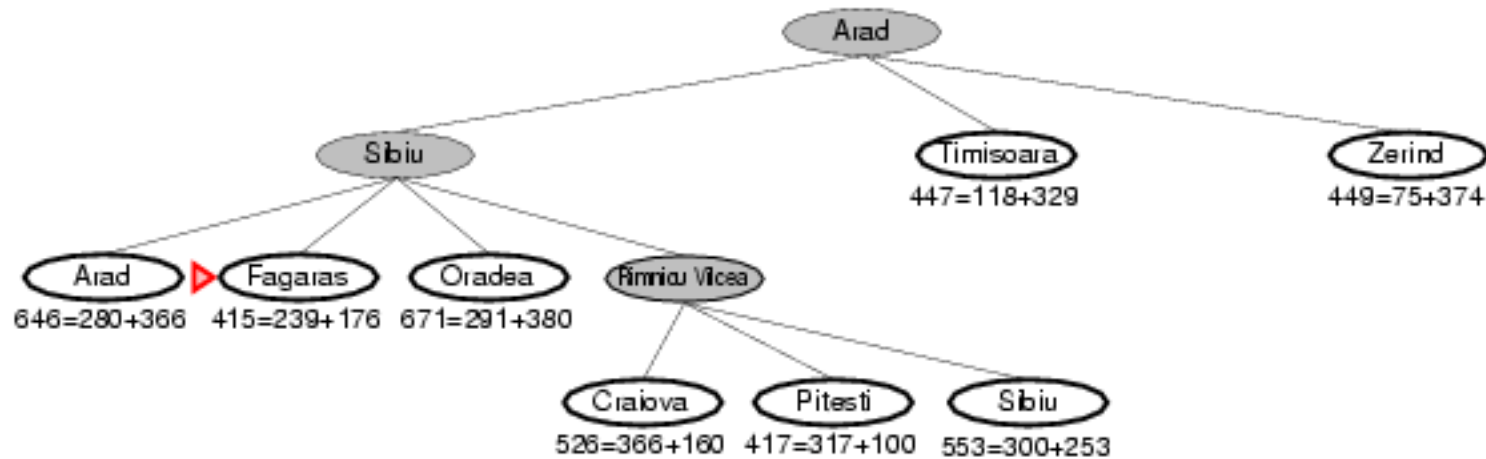 Arad
Sibiu
Timisoara
Zerind
447=118+329
449=75+374
Arad
Fagaras
Oradea
Rimnicu Vilcea
646=280+366
415=239+176
671=291+380
Craiova
Pitesti
Sibiu
526=366+160
417=317+100
553=300+253